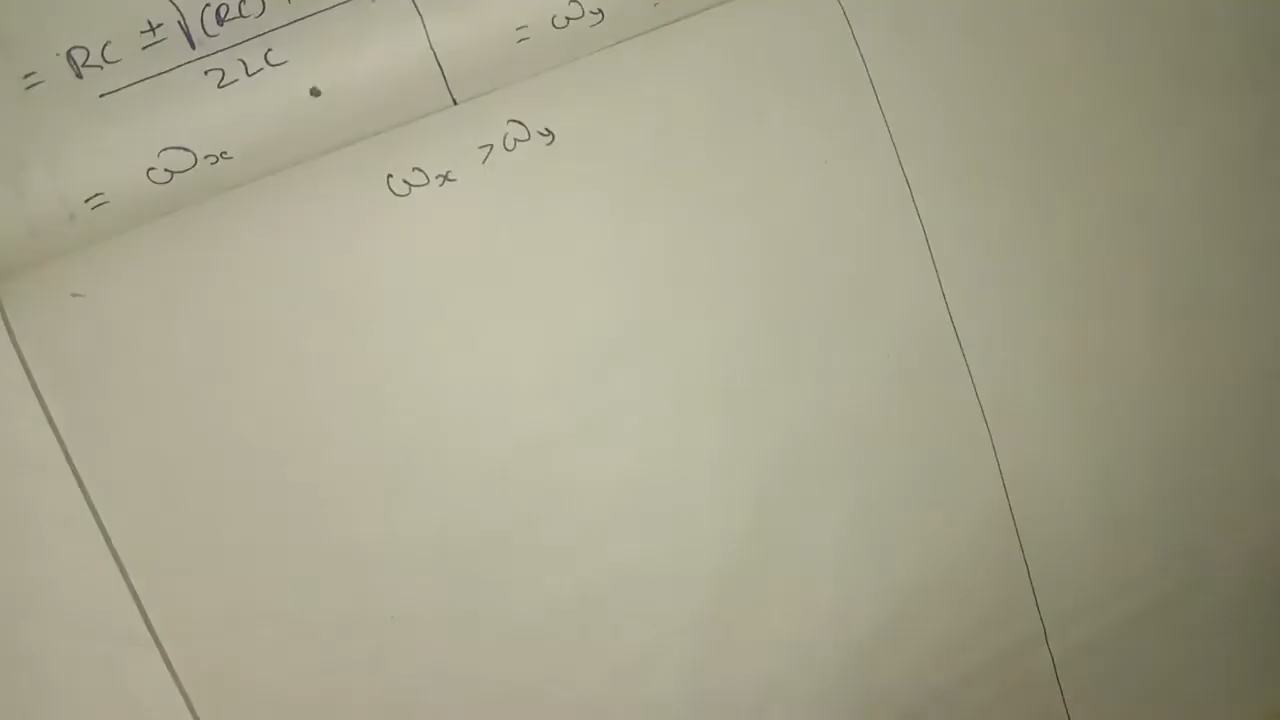 = RC ± √(RC)
2LC
= ωx
= ωy
ωx > ωy